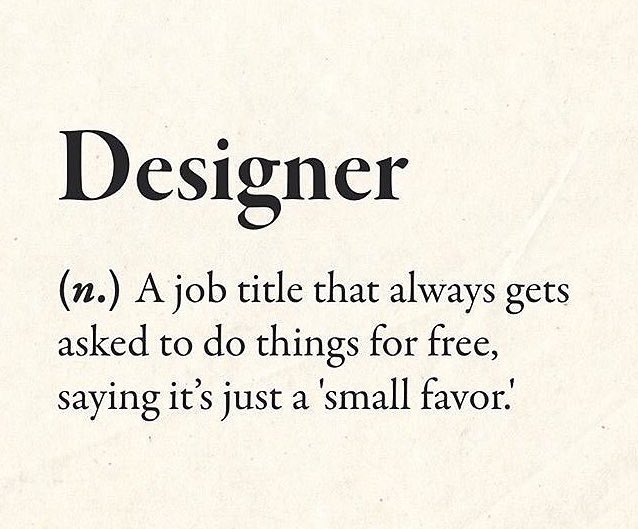 Designer
(n.) A job title that always gets
asked to do things for free,
saying it’s just a 'small favor.'